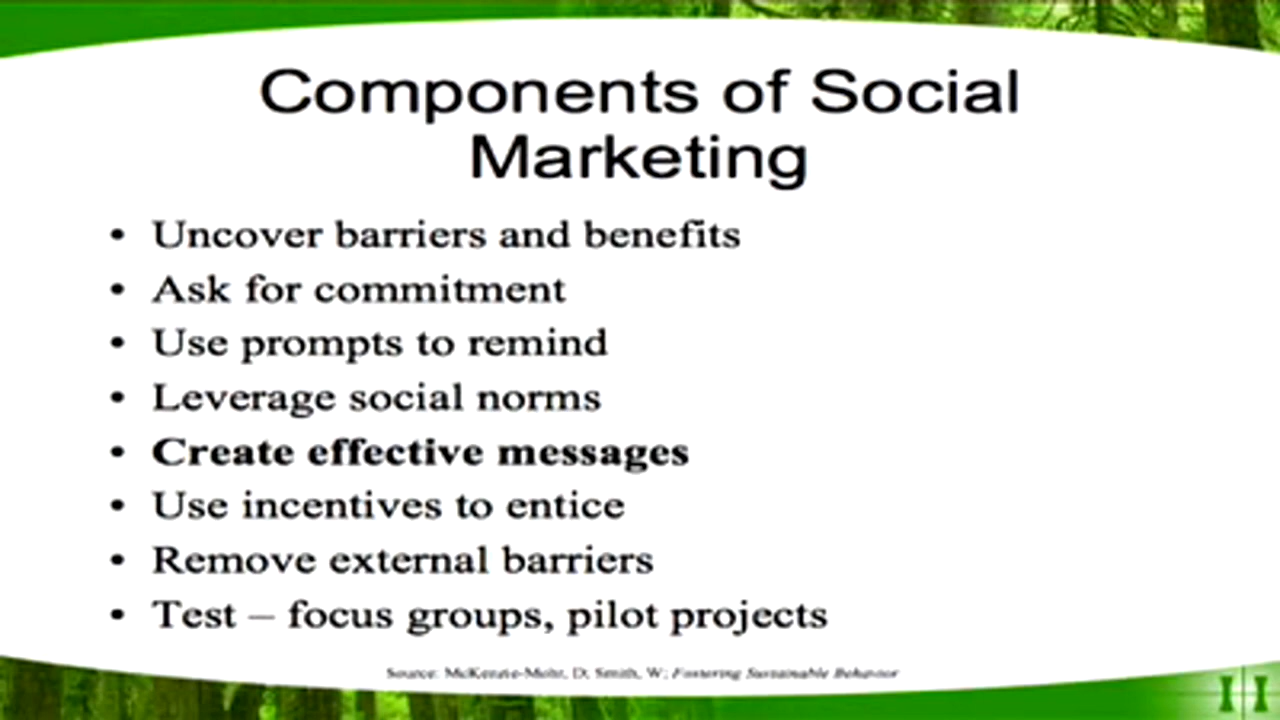 Components of Social
Marketing
• Uncover barriers and benefits
• Ask for commitment
• Use prompts to remind
• Leverage social norms
• Create effective messages
• Use incentives to entice
• Remove external barriers
• Test – focus groups, pilot projects
Source: McKenzie-Mohr, D; Smith, W; Fostering Sustainable Behavior